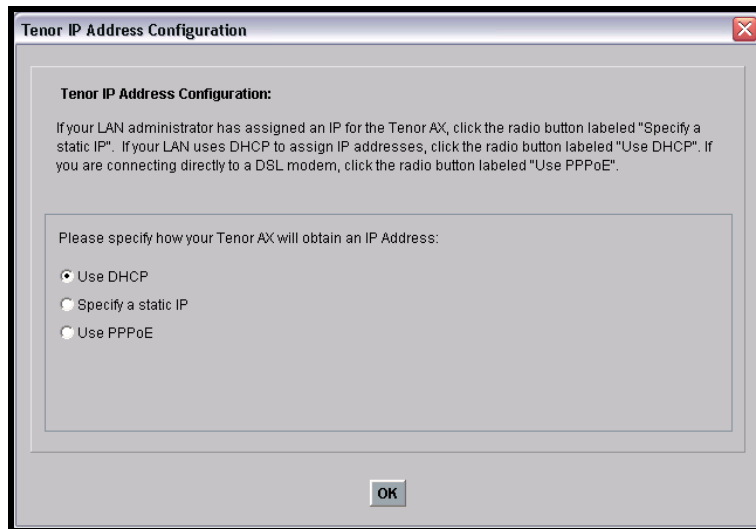 Tenor IP Address Configuration
Tenor IP Address Configuration:
If your LAN administrator has assigned an IP for the Tenor AX, click the radio button labeled "Specify a
static IP".  If your LAN uses DHCP to assign IP addresses, click the radio button labeled "Use DHCP". If
you are connecting directly to a DSL modem, click the radio button labeled "Use PPPoE".
Please specify how your Tenor AX will obtain an IP Address:
Use DHCP
Specify a static IP
Use PPPoE
OK